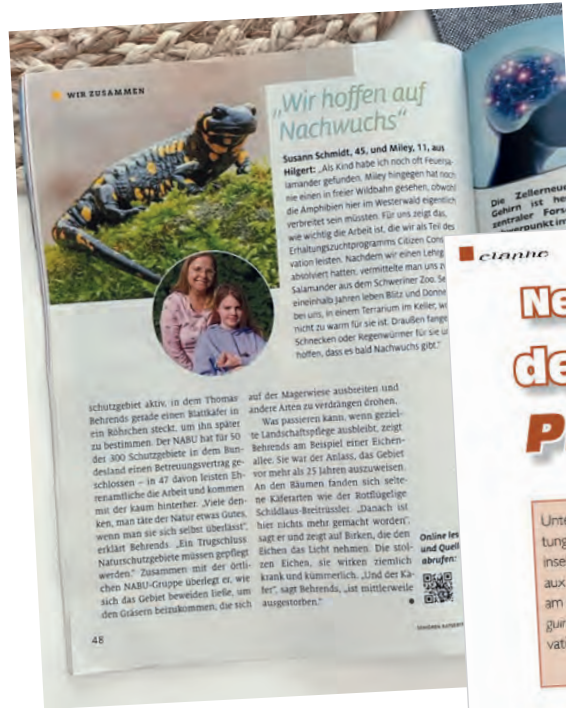 WIR ZUSAMMEN
„Wir hoffen auf
Nachwuchs“
Susann Schmidt, 45, und Miley, 11, aus
Hilgert: „Als Kind habe ich noch oft Feuersa-
lamander gefunden. Miley hingegen hat noch
nie einen in freier Wildbahn gesehen, obwohl
die Amphibien hier im Westerwald eigentlich
verbreitet sein müssten. Für uns zeigt das,
wie wichtig die Arbeit ist, die wir als Teil des
Erhaltungszuchtprogramms Citizen Cons
vation leisten. Nachdem wir einen Lehrg
absolviert hatten, vermittelte man uns z
Salamander aus dem Schweriner Zoo. Se
eineinhalb Jahren leben Blitz und Donne
bei uns, in einem Terrarium im Keller, w
nicht zu warm für sie ist. Draußen fange
Schnecken oder Regenwürmer für sie u
hoffen, dass es bald Nachwuchs gibt.“
schutzgebiet aktiv, in dem Thomas
Behrends gerade einen Blattkäfer in
ein Röhrchen steckt, um ihn später
zu bestimmen. Der NABU hat für 50
der 300 Schutzgebiete in dem Bun-
desland einen Betreuungsvertrag ge-
schlossen – in 47 davon leisten Eh-
renamtliche die Arbeit und kommen
mit der kaum hinterher. „Viele den-
ken, man täte der Natur etwas Gutes,
wenn man sie sich selbst überlässt“,
erklärt Behrends. „Ein Trugschluss.
Naturschutzgebiete müssen gepflegt
werden.“ Zusammen mit der örtli-
chen NABU-Gruppe überlegt er, wie
sich das Gebiet beweiden ließe, um
den Gräsern beizukommen, die sich
auf der Magerwiese ausbreiten und
andere Arten zu verdrängen drohen.
Was passieren kann, wenn geziel-
te Landschaftspflege ausbleibt, zeigt
Behrends am Beispiel einer Eichen-
allee. Sie war der Anlass, das Gebiet
vor mehr als 25 Jahren auszuweisen.
An den Bäumen fanden sich selte-
ne Käferarten wie der Rotflügelige
Schildlaus-Breitrüssler. „Danach ist
hier nichts mehr gemacht worden“,
sagt er und zeigt auf Birken, die den
Eichen das Licht nehmen. Die stol-
zen Eichen, sie wirken ziemlich
krank und kümmerlich. „Und der Kä-
fer“, sagt Behrends, „ist mittlerweile
ausgestorben.“
Online les
und Quell
abrufen:
48
Die Zellerneue
Gehirn ist he
zentraler Fors
werpunkt im
Ne
de
P
Unte
tung
inse
aux
am
guin
vati